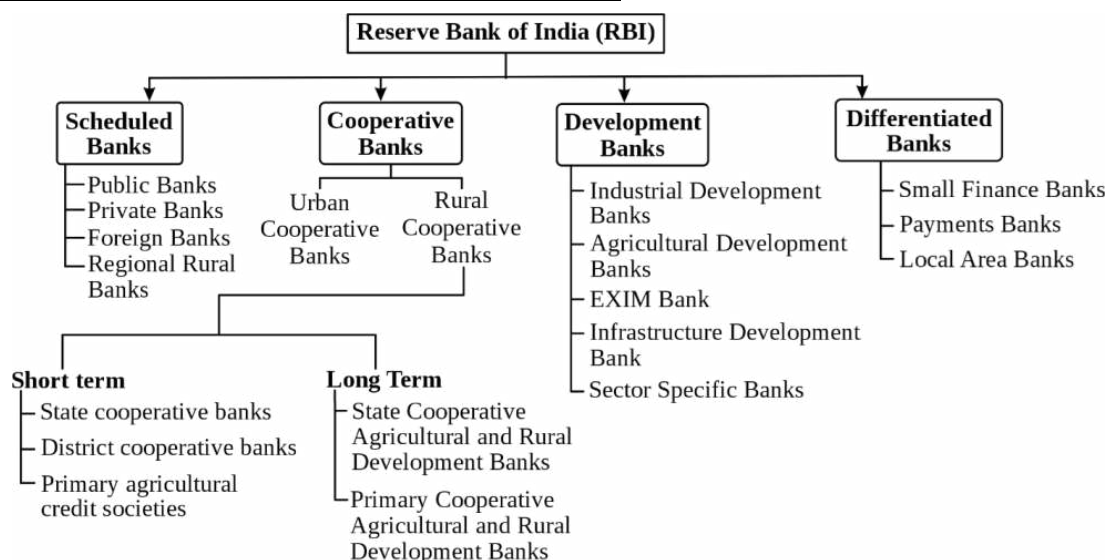 Reserve Bank of India (RBI)
Scheduled
Banks
Public Banks
Private Banks
Foreign Banks
Regional Rural
Banks
Cooperative
Banks
Urban
Cooperative
Banks
Rural
Cooperative
Banks
Short term
State cooperative banks
District cooperative banks
Primary agricultural
credit societies
Long Term
State Cooperative
Agricultural and Rural
Development Banks
Primary Cooperative
Agricultural and Rural
Development Banks
Development
Banks
Industrial Development
Banks
Agricultural Development
Banks
EXIM Bank
Infrastructure Development
Bank
Sector Specific Banks
Differentiated
Banks
Small Finance Banks
Payments Banks
Local Area Banks